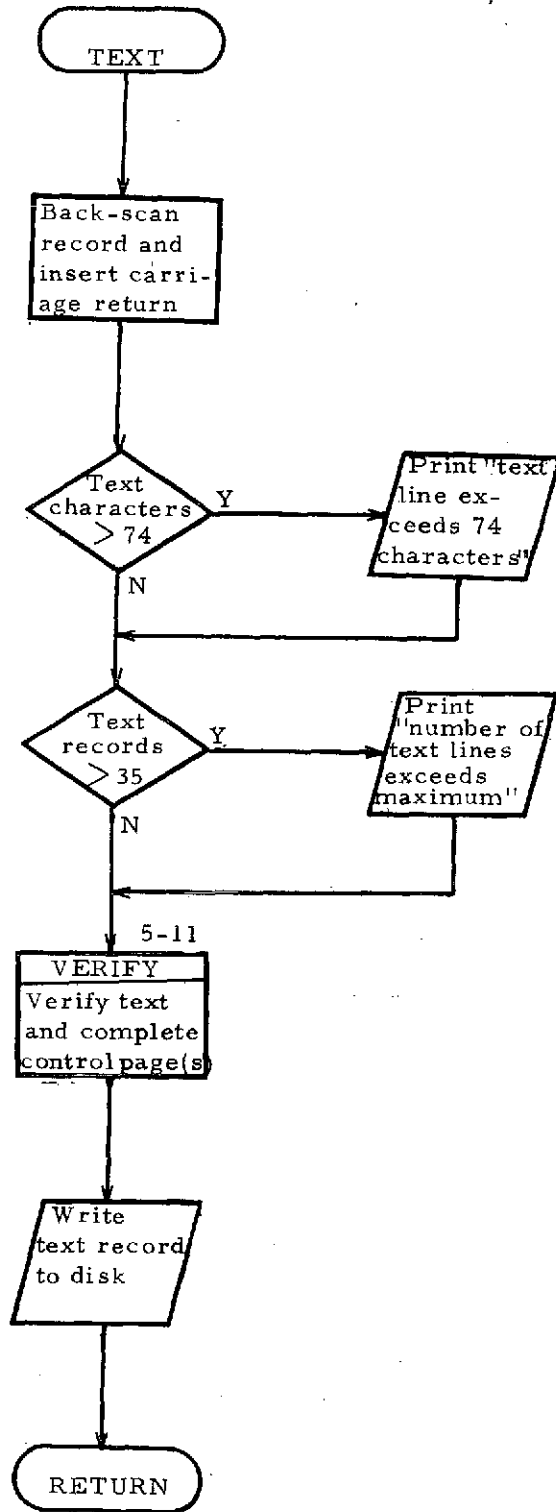 TEXT
Back-scan
record and
insert carri-
age return
Text
characters
> 74
Y
N
Print "text
line ex-
ceeds 74
characters"
Text
records
> 35
Y
N
Print
"number of
text lines
exceeds
maximum"
5-11
VERIFY
Verify text
and complete
control page(s)
Write
text record
to disk
RETURN